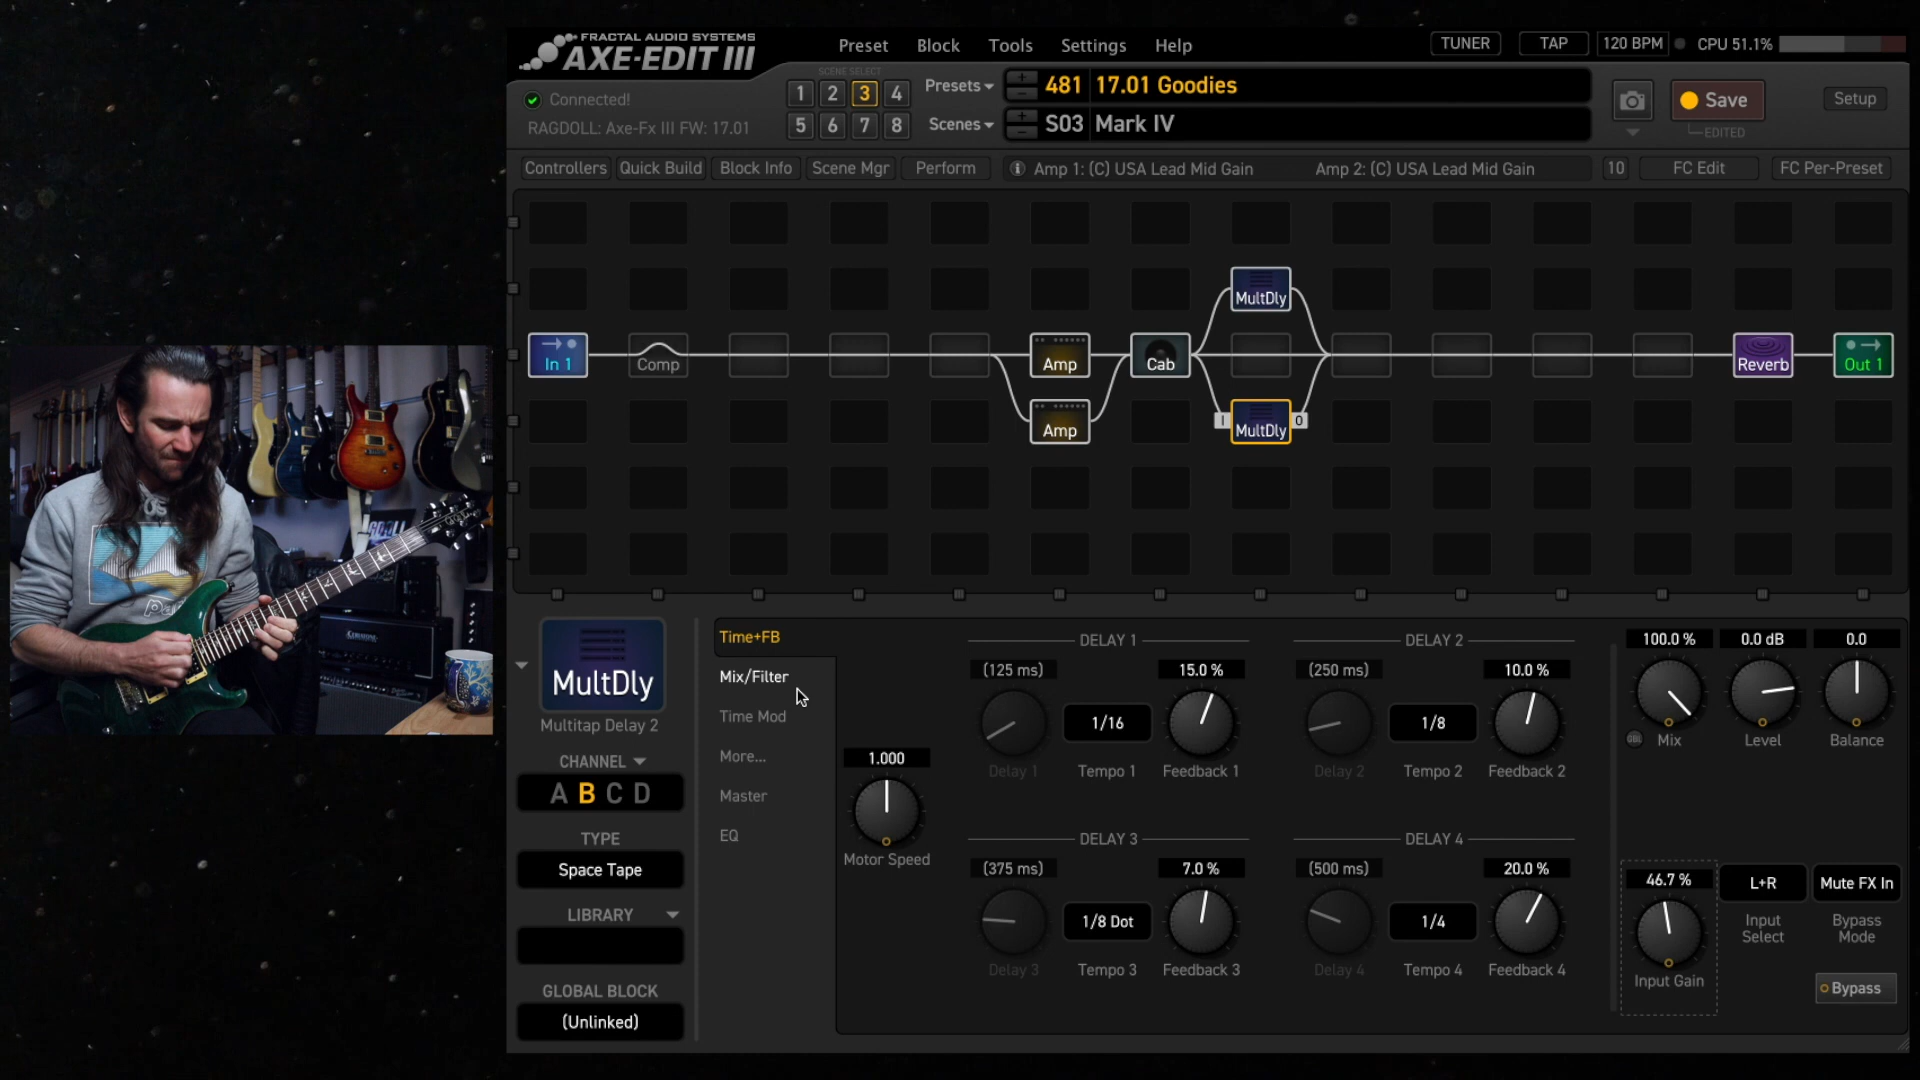 FRACTAL AUDIO SYSTEMS
AXE-EDIT III
Preset Block Tools Settings Help
TUNER TAP 120 BPM CPU 51.1%
SCENE SELECT
1 2 3 4
5 6 7 8
Connected!
RAGDOLL: Axe-Fx III FW: 17.01
Presets 481 17.01 Goodies
Scenes S03 Mark IV
Save
EDITED
Setup
Controllers Quick Build Block Info Scene Mgr Perform Amp 1: (C) USA Lead Mid Gain Amp 2: (C) USA Lead Mid Gain 10 FC Edit FC Per-Preset
MultDly
In 1 Comp Amp Cab Reverb Out 1
Amp I MultDly O
MultDly
Multitap Delay 2
CHANNEL
A B C D
TYPE
Space Tape
LIBRARY
GLOBAL BLOCK
(Unlinked)
Time+FB
Mix/Filter
Time Mod
More...
Master
EQ
1.000
Motor Speed
DELAY 1
(125 ms) 15.0 %
1/16
Delay 1 Tempo 1 Feedback 1
DELAY 2
(250 ms) 10.0 %
1/8
Delay 2 Tempo 2 Feedback 2
DELAY 3
(375 ms) 7.0 %
1/8 Dot
Delay 3 Tempo 3 Feedback 3
DELAY 4
(500 ms) 20.0 %
1/4
Delay 4 Tempo 4 Feedback 4
100.0 % 0.0 dB 0.0
GBL Mix Level Balance
46.7 % L+R Mute FX In
Input Gain
Input
Select
Bypass
Mode
Bypass